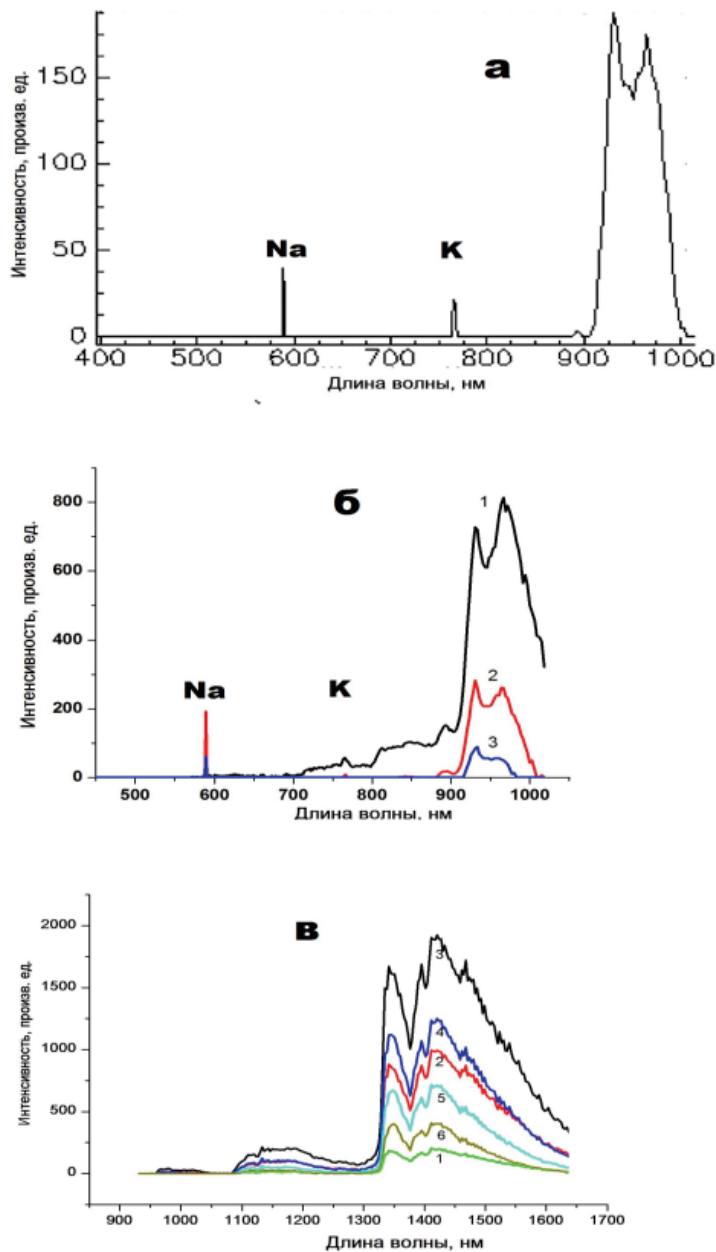 а
Интенсивность, произв. ед.
150
100
50
0
Na
K
400 500 600 700 800 900 1000
Длина волны, нм
б
Интенсивность, произв. ед.
800
600
400
200
0
1
2
3
Na
K
500 600 700 800 900 1000
Длина волны, нм
в
Интенсивность, произв. ед.
2000
1500
1000
500
0
3
4
2
5
6
1
900 1000 1100 1200 1300 1400 1500 1600 1700
Длина волны, нм